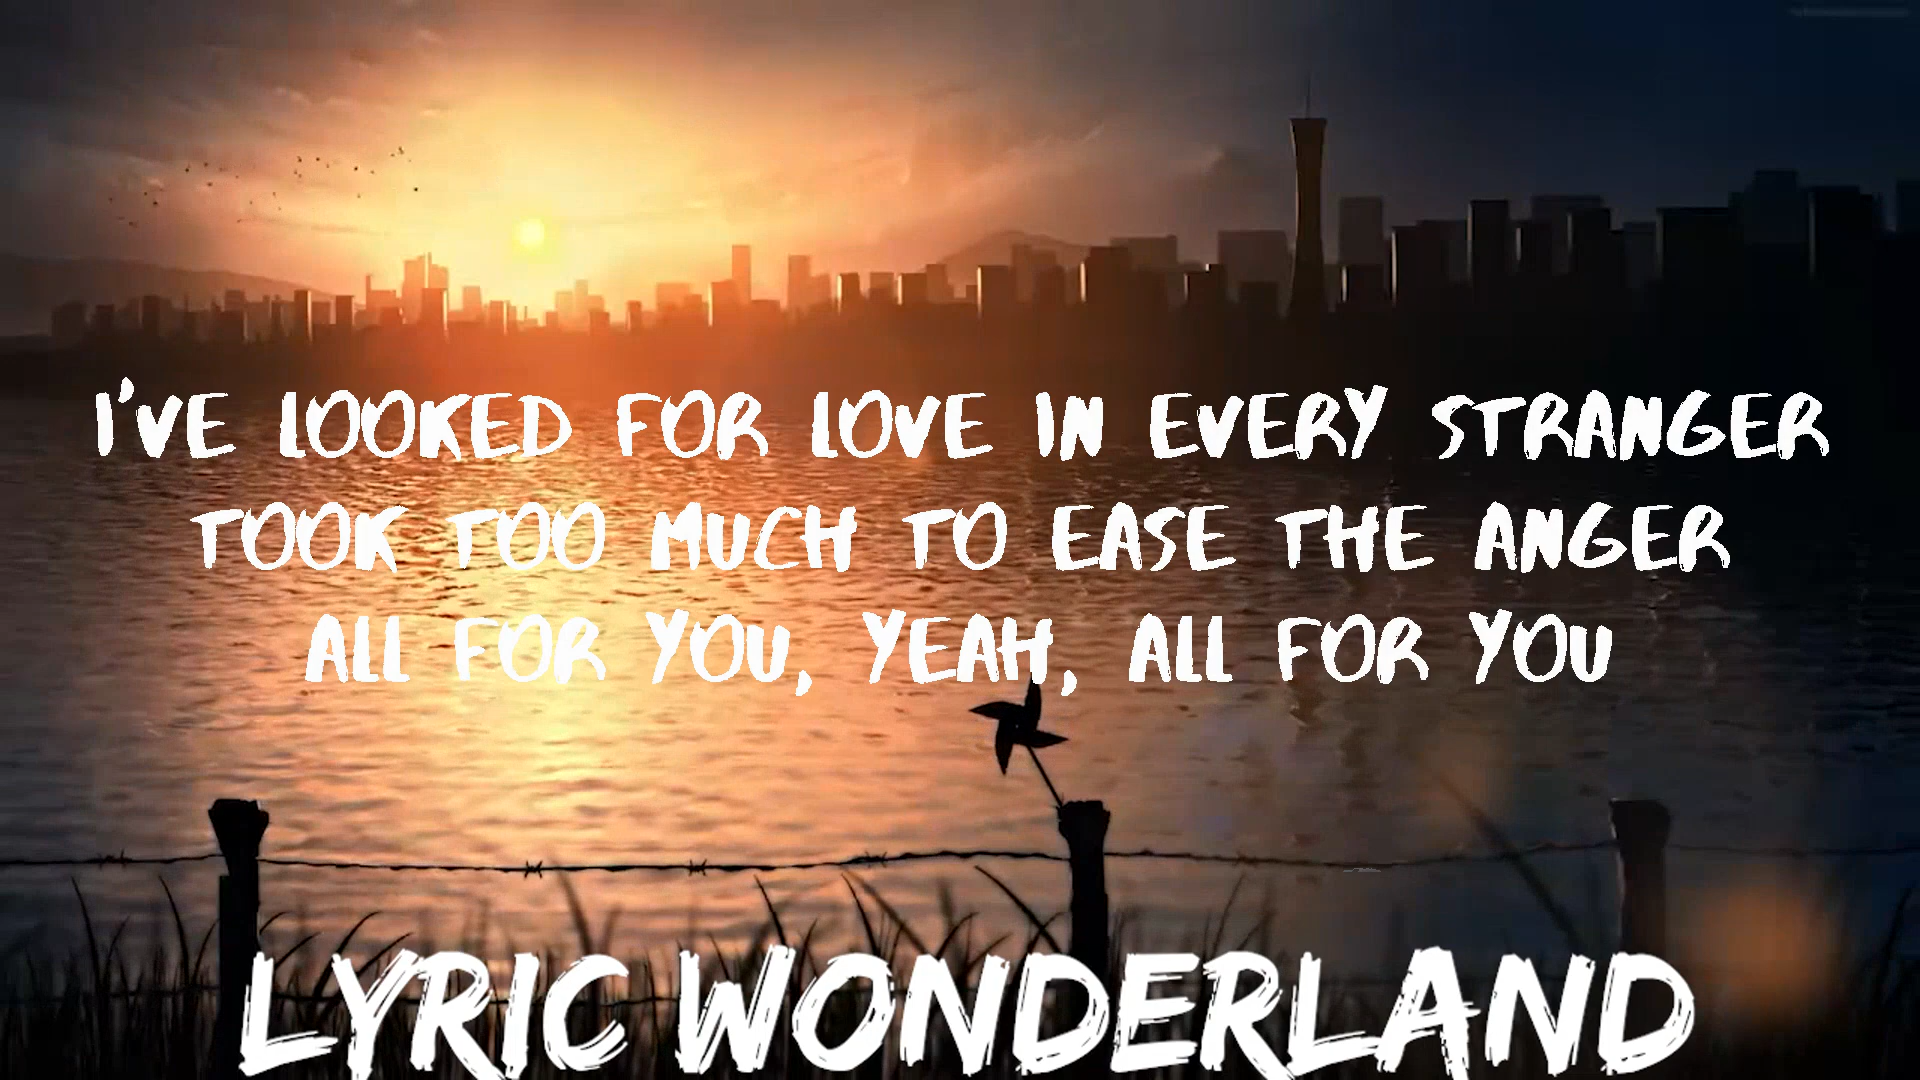 I'VE LOOKED FOR LOVE IN EVERY STRANGER
TOOK TOO MUCH TO EASE THE ANGER
ALL FOR YOU, YEAH, ALL FOR YOU
LYRIC WONDERLAND